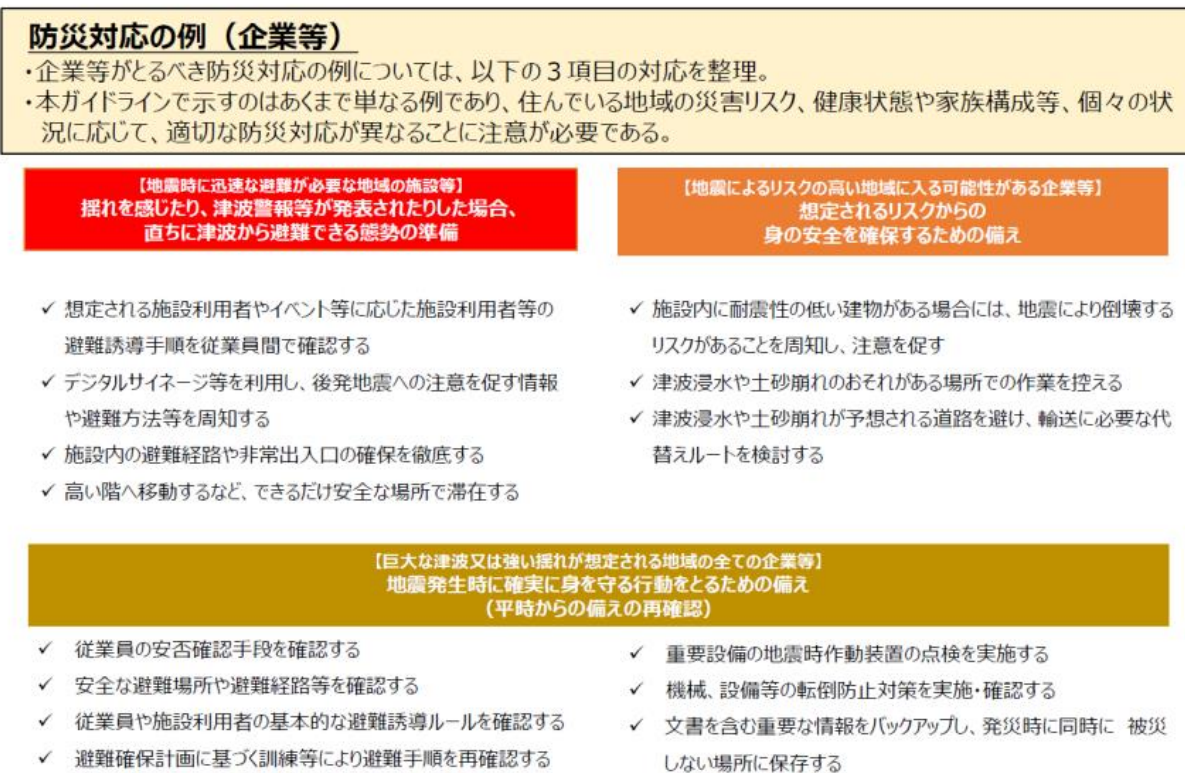 防災対応の例（企業等）
・企業等がとるべき防災対応の例については、以下の３項目の対応を整理。
・本ガイドラインで示すのはあくまで単なる例であり、住んでいる地域の災害リスク、健康状態や家族構成等、個々の状
況に応じて、適切な防災対応が異なることに注意が必要である。
【地震時に迅速な避難が必要な地域の施設等】
揺れを感じたり、津波警報等が発表されたりした場合、
直ちに津波から避難できる態勢の準備
✓ 想定される施設利用者やイベント等に応じた施設利用者等の
避難誘導手順を従業員間で確認する
✓ デジタルサイネージ等を利用し、後発地震への注意を促す情報
や避難方法等を周知する
✓ 施設内の避難経路や非常出入口の確保を徹底する
✓ 高い階へ移動するなど、できるだけ安全な場所で滞在する
【地震によるリスクの高い地域に入る可能性がある企業等】
想定されるリスクからの
身の安全を確保するための備え
✓ 施設内に耐震性の低い建物がある場合には、地震により倒壊する
リスクがあることを周知し、注意を促す
✓ 津波浸水や土砂崩れのおそれがある場所での作業を控える
✓ 津波浸水や土砂崩れが予想される道路を避け、輸送に必要な代
替えルートを検討する
【巨大な津波又は強い揺れが想定される地域の全ての企業等】
地震発生時に確実に身を守る行動をとるための備え
（平時からの備えの再確認）
✓ 従業員の安否確認手段を確認する
✓ 安全な避難場所や避難経路等を確認する
✓ 従業員や施設利用者の基本的な避難誘導ルールを確認する
✓ 避難確保計画に基づく訓練等により避難手順を再確認する
✓ 重要設備の地震時作動装置の点検を実施する
✓ 機械、設備等の転倒防止対策を実施・確認する
✓ 文書を含む重要な情報をバックアップし、発災時に同時に 被災
しない場所に保存する